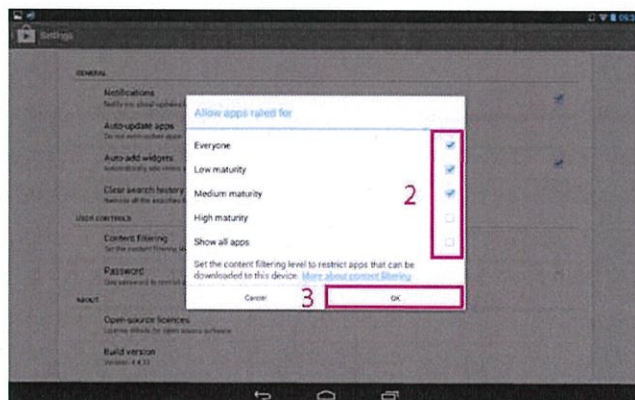 Settings
GENERAL
Notifications
Auto-update apps
Auto-add widgets
Clear search history
USER CONTROLS
Content filtering
Password
ABOUT
Open-source licences
Build version
Allow apps rated for
Everyone
Low maturity
Medium maturity
2
High maturity
Show all apps
Set the content filtering level to restrict apps that can be
downloaded to this device. More about content filtering
Cancel
3
OK